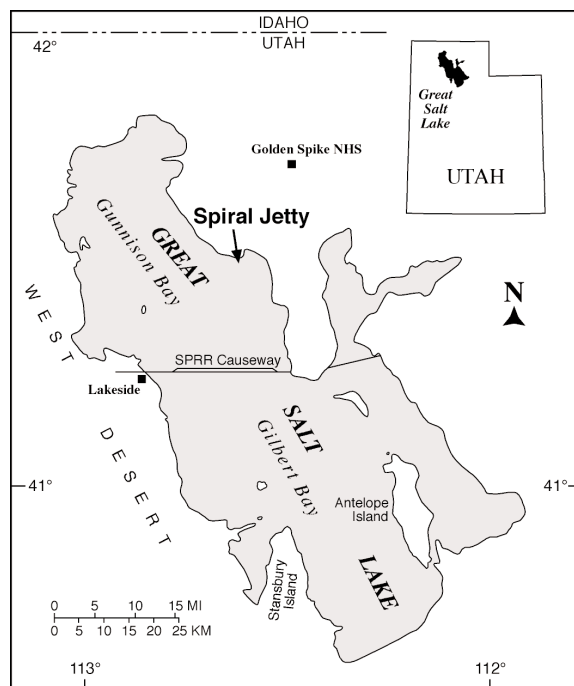 IDAHO
UTAH
42°
Great
Salt
Lake
UTAH
Golden Spike NHS
Spiral Jetty
GREAT
Gunnison Bay
N
WEST
SPRR Causeway
Lakeside
SALT
Gilbert Bay
DESERT
41°
41°
Antelope
Island
Stansbury
Island
LAKE
0 5 10 15 MI
0 5 10 15 20 25 KM
113°
112°